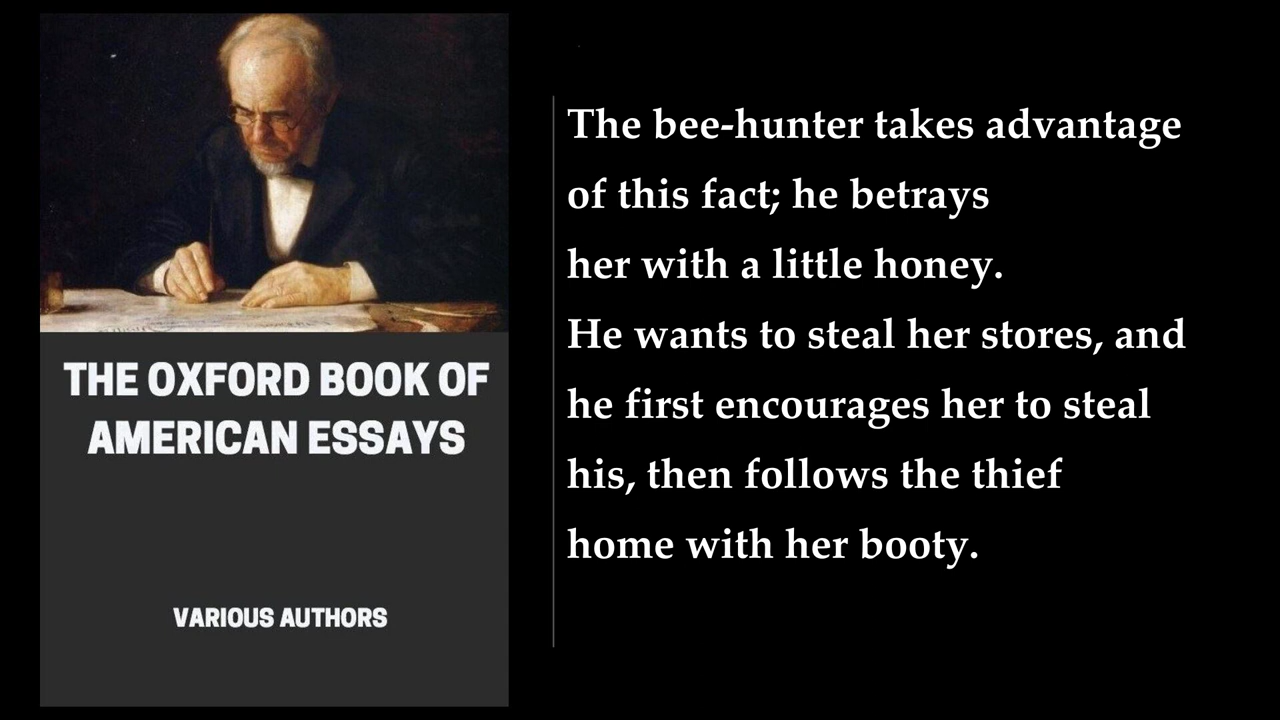 THE OXFORD BOOK OF
AMERICAN ESSAYS
VARIOUS AUTHORS
The bee-hunter takes advantage
of this fact; he betrays
her with a little honey.
He wants to steal her stores, and
he first encourages her to steal
his, then follows the thief
home with her booty.